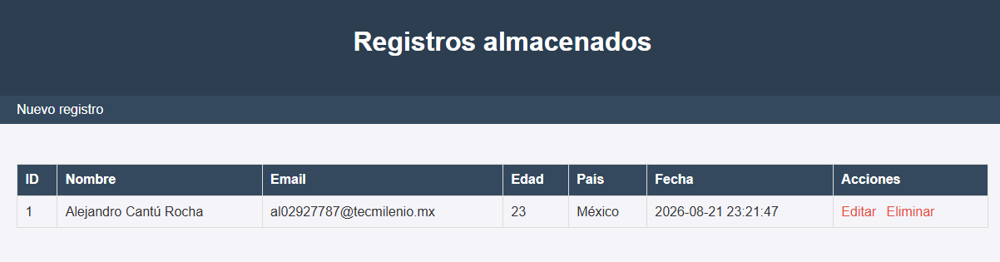 Registros almacenados
Nuevo registro
ID Nombre Email Edad País Fecha Acciones
1 Alejandro Cantú Rocha al02927787@tecmilenio.mx 23 México 2026-08-21 23:21:47 Editar Eliminar